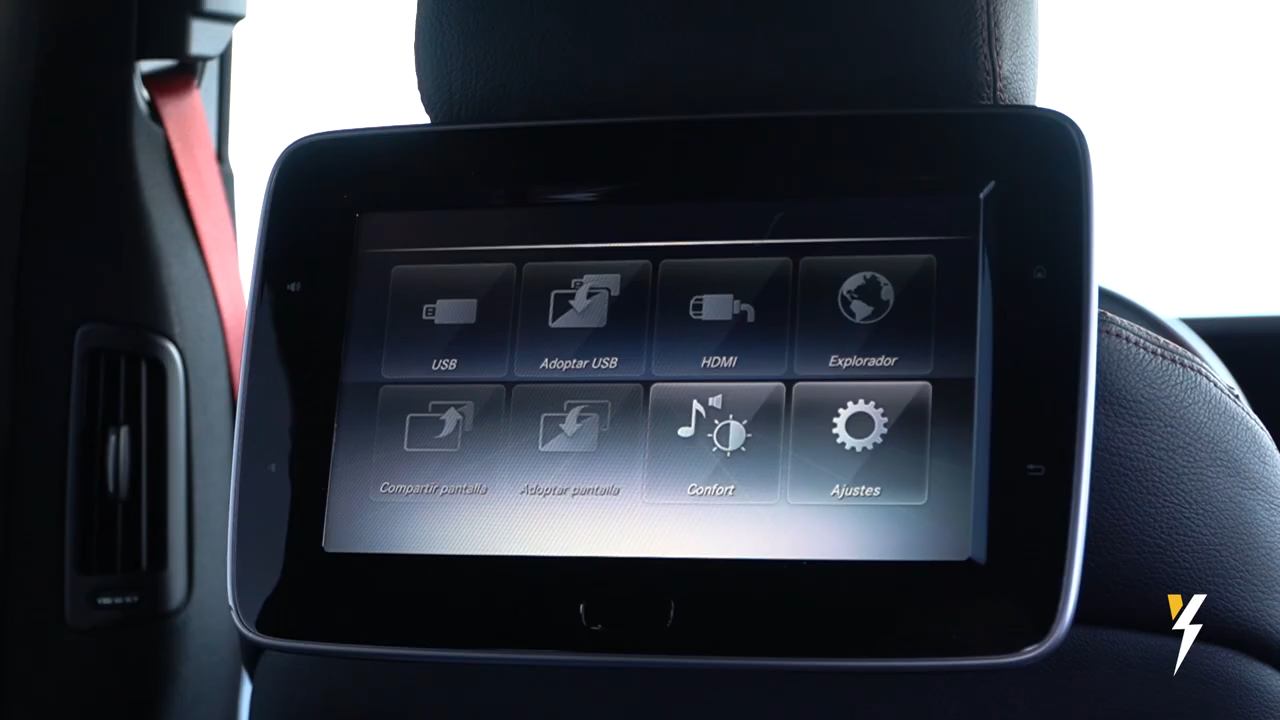 USB
Adoptar USB
HDMI
Explorador
Compartir pantalla
Adoptar pantalla
Confort
Ajustes